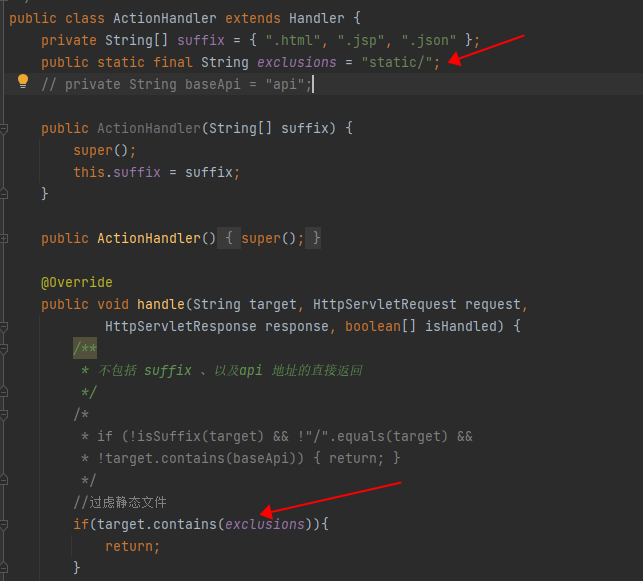 public class ActionHandler extends Handler {
private String[] suffix = { ".html", ".jsp", ".json" };
public static final String exclusions = "static/";
// private String baseApi = "api";
public ActionHandler(String[] suffix) {
super();
this.suffix = suffix;
}
public ActionHandler() { super(); }
@Override
public void handle(String target, HttpServletRequest request,
HttpServletResponse response, boolean[] isHandled) {
/**
* 不包括 suffix 、以及api 地址的直接返回
*/
/*
* if (!isSuffix(target) && !"/".equals(target) &&
* !target.contains(baseApi)) { return; }
*/
//过虑静态文件
if(target.contains(exclusions)){
return;
}